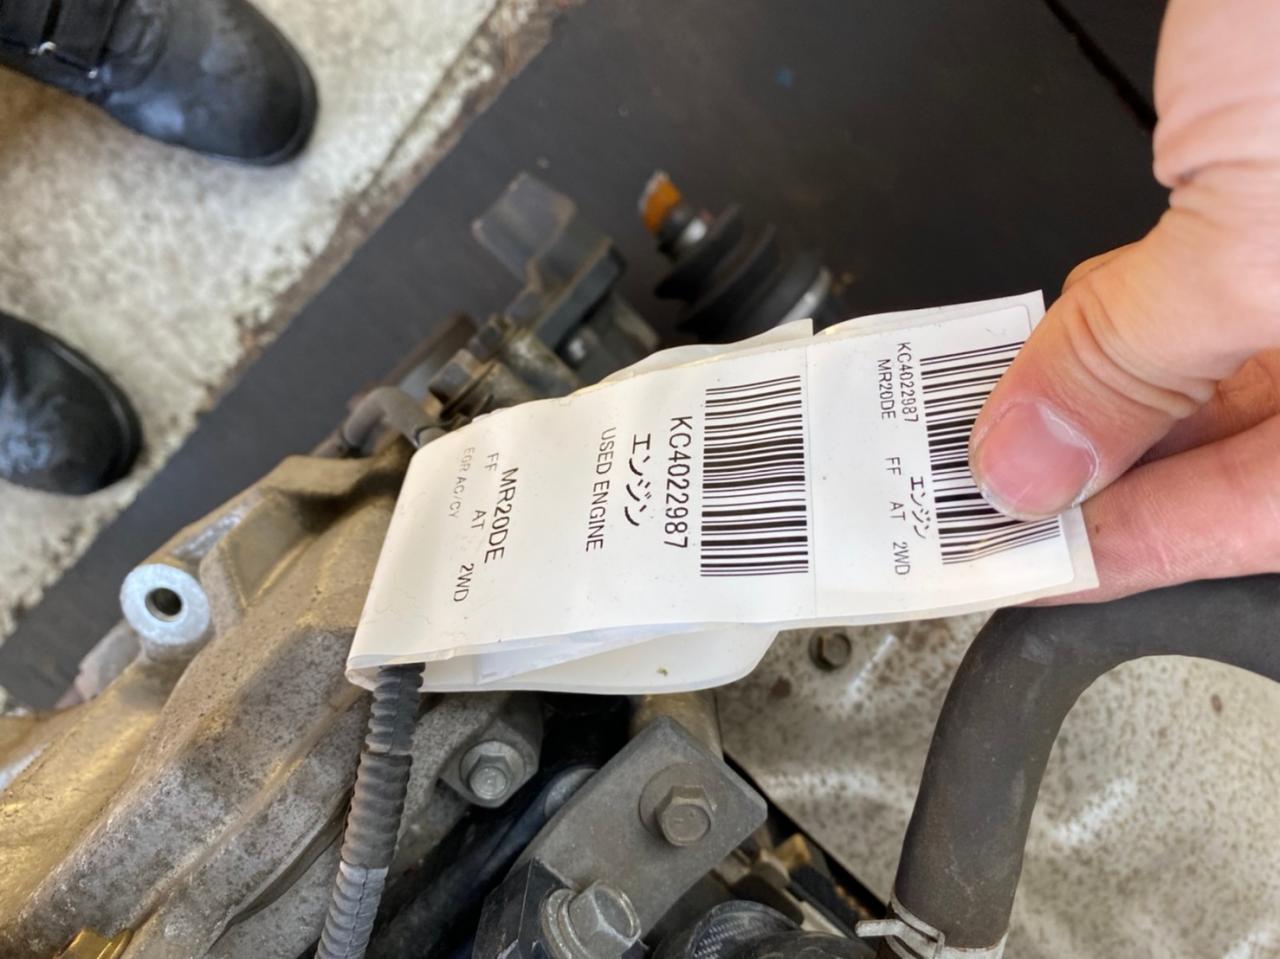 KC4022987
MR20DE
エンジン
FF AT 2WD
KC4022987
エンジン
USED ENGINE
MR20DE
FF AT 2WD
EGR AC/CY